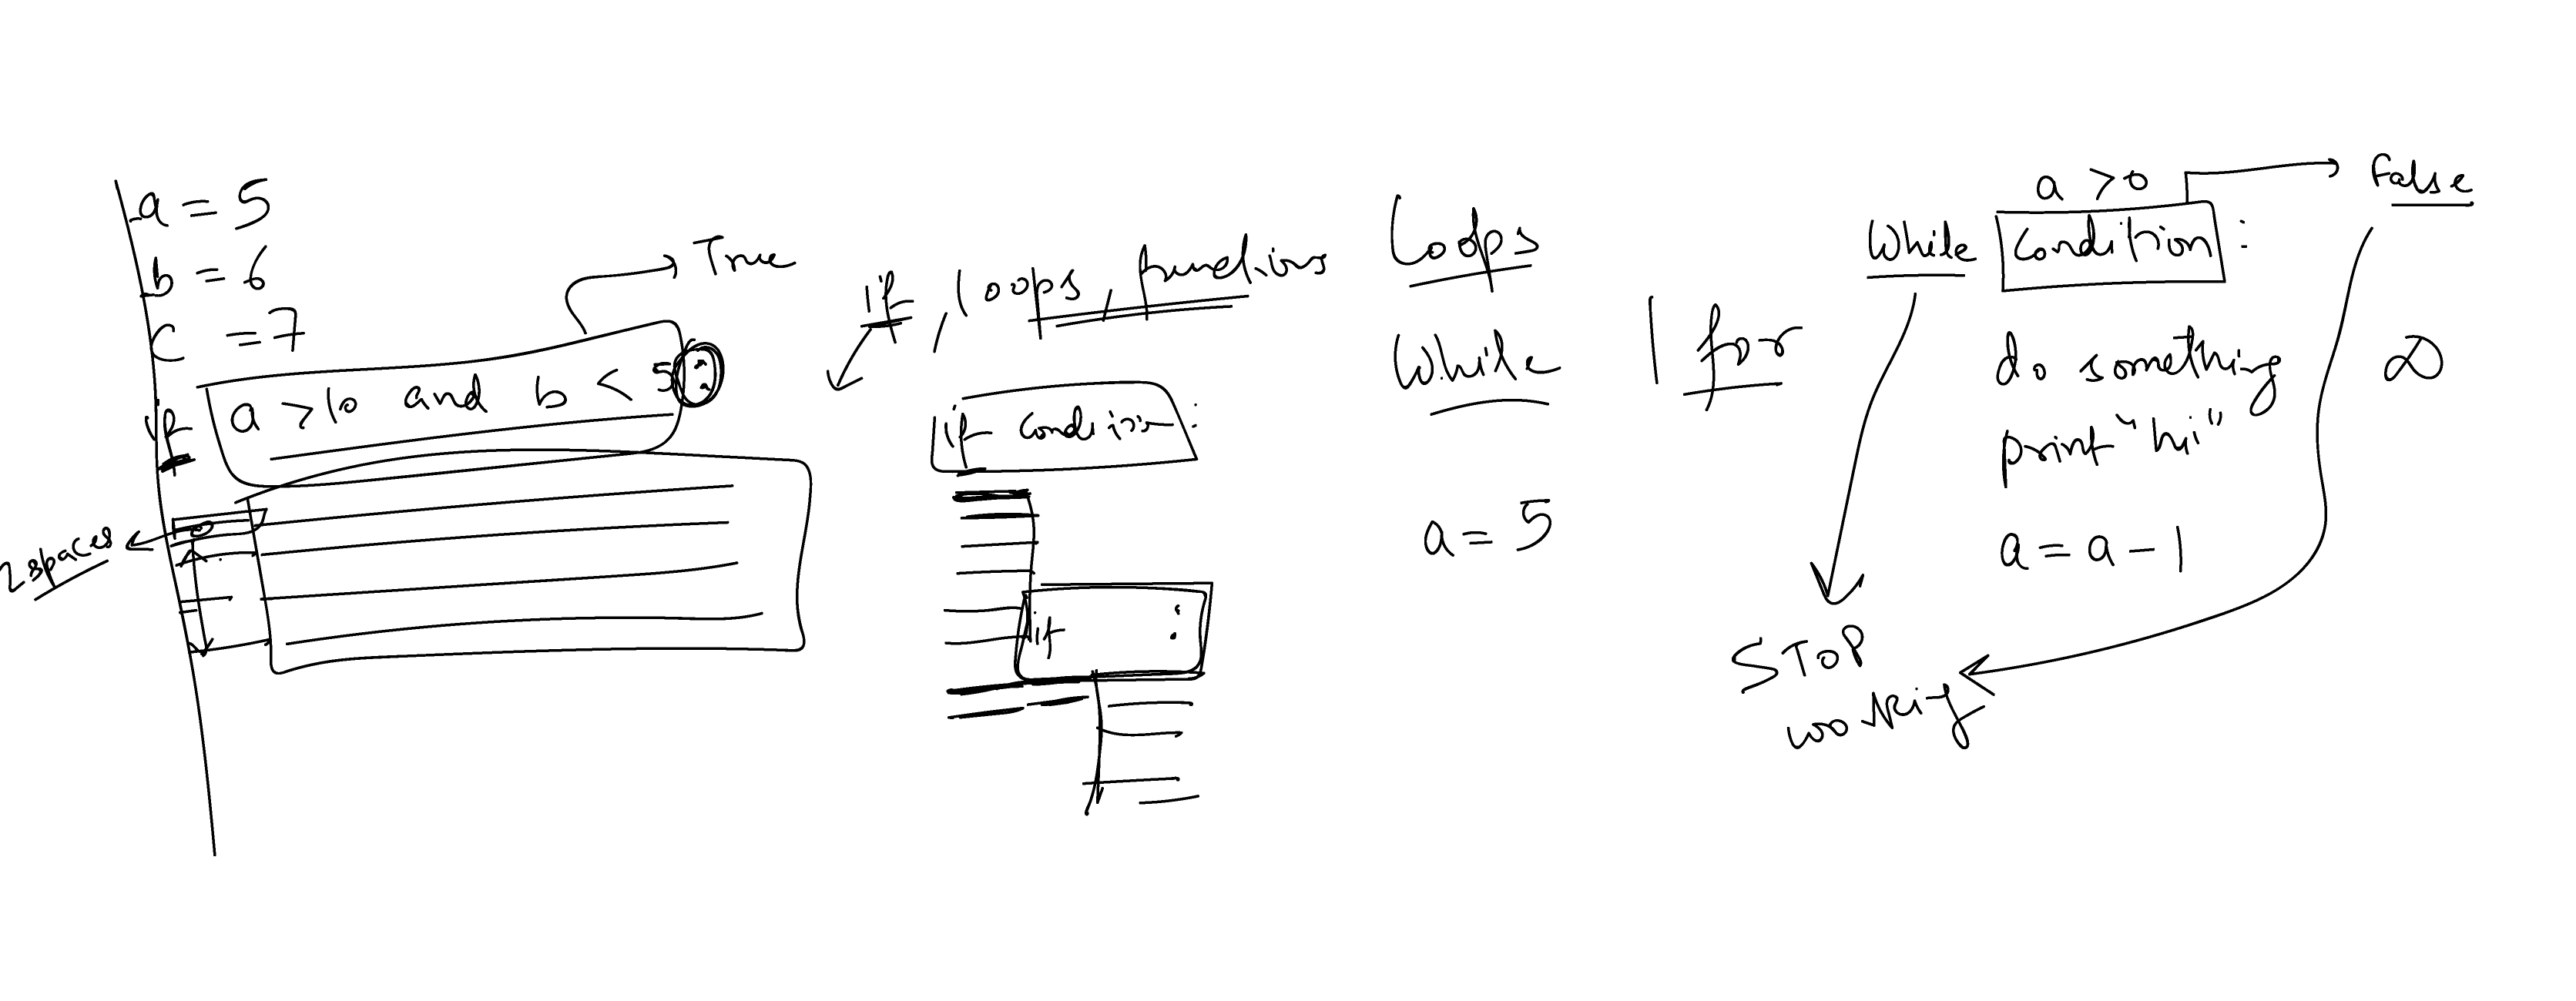 a = 5
b = 6
c = 7
True
if a > 10 and b < 5 :
2 spaces
if, loops, functions
if condition :
if :
Loops
While | for
a = 5
a > 0
False
While condition :
do something
print "hi"
∞
a = a - 1
STOP
working